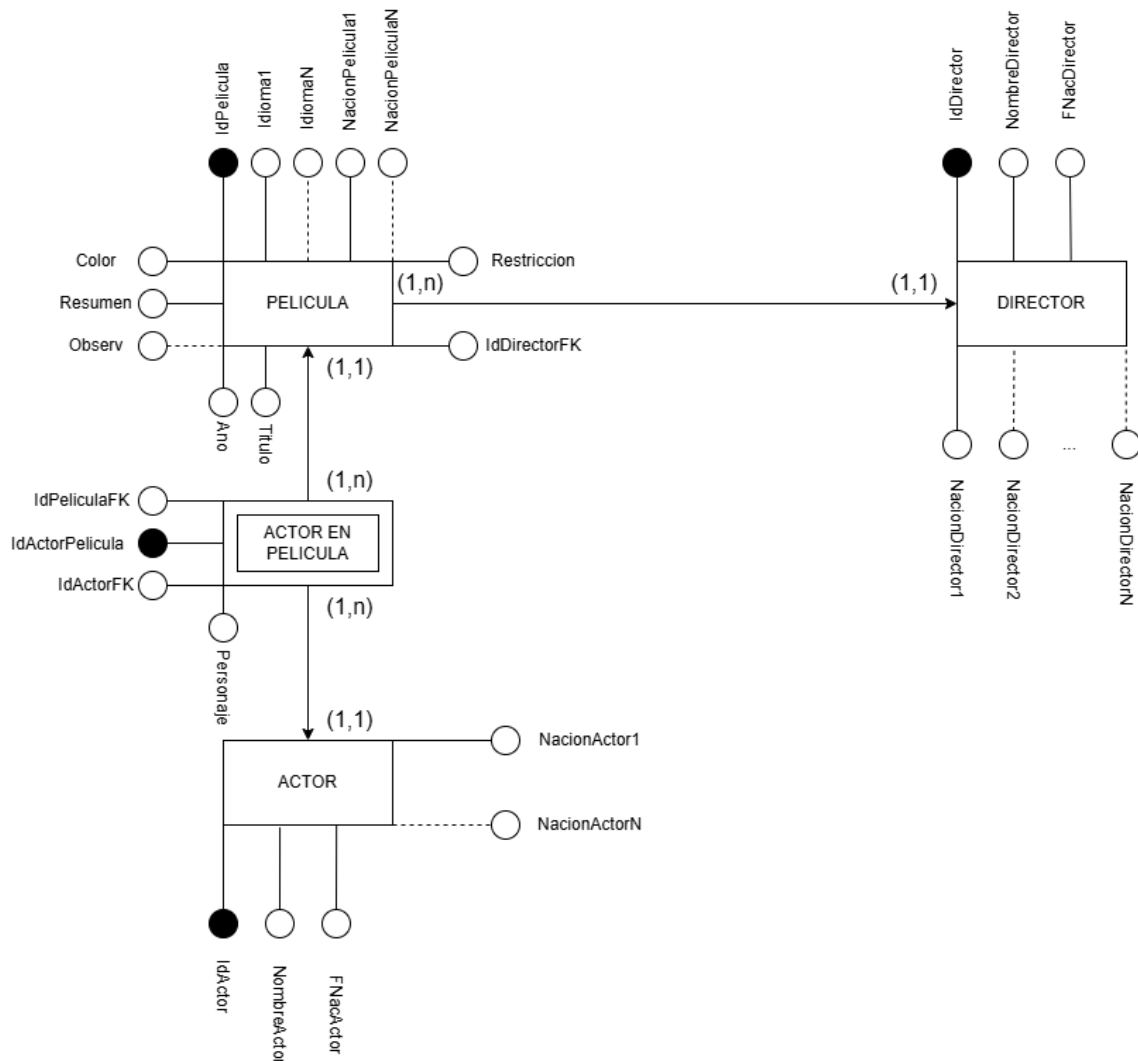 IdPelicula
Idioma1
IdiomaN
NacionPelicula1
NacionPeliculaN
IdDirector
NombreDirector
FNacDirector
Color
Restriccion
(1,n)
(1,1)
Resumen
PELICULA
DIRECTOR
Observ
IdDirectorFK
(1,1)
Ano
Titulo
...
NacionDirector1
NacionDirector2
NacionDirectorN
(1,n)
IdPeliculaFK
ACTOR EN
PELICULA
IdActorPelicula
IdActorFK
(1,n)
Personaje
(1,1)
NacionActor1
ACTOR
NacionActorN
IdActor
NombreActor
FNacActor